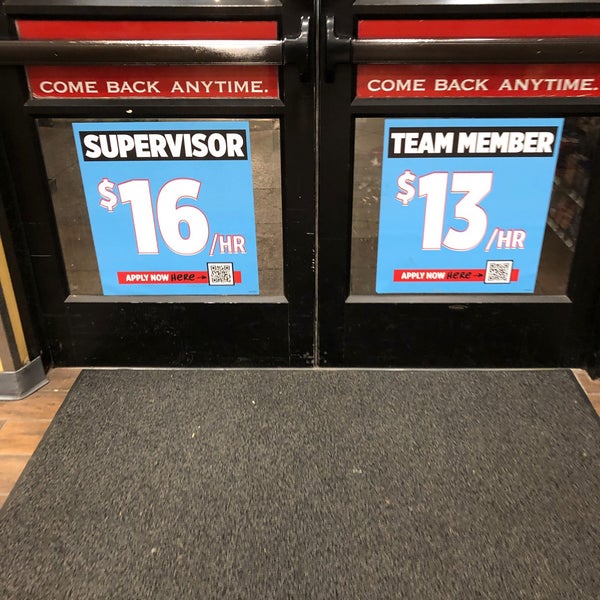 COME BACK ANYTIME.
SUPERVISOR
$16/HR
APPLY NOW HERE
COME BACK ANYTIME.
TEAM MEMBER
$13/HR
APPLY NOW HERE